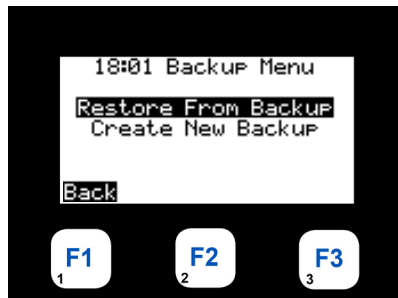 18:01 Backup Menu
Restore From Backup
Create New Backup
Back
F1 F2 F3
1 2 3